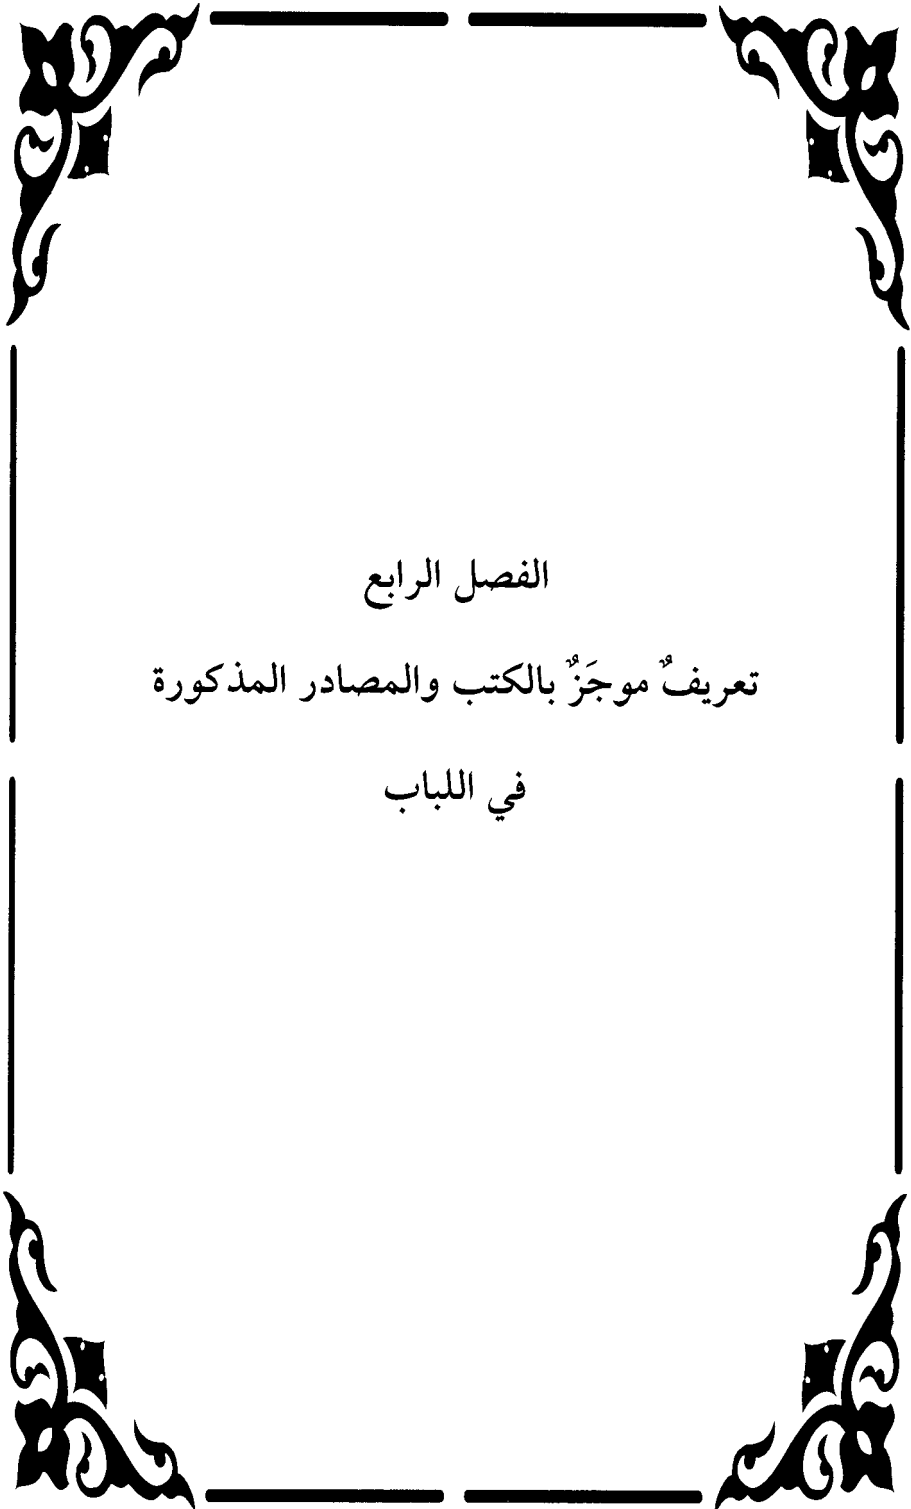 الفصل الرابع
تعريفٌ موجَزٌ بالكتب والمصادر المذكورة
في اللباب